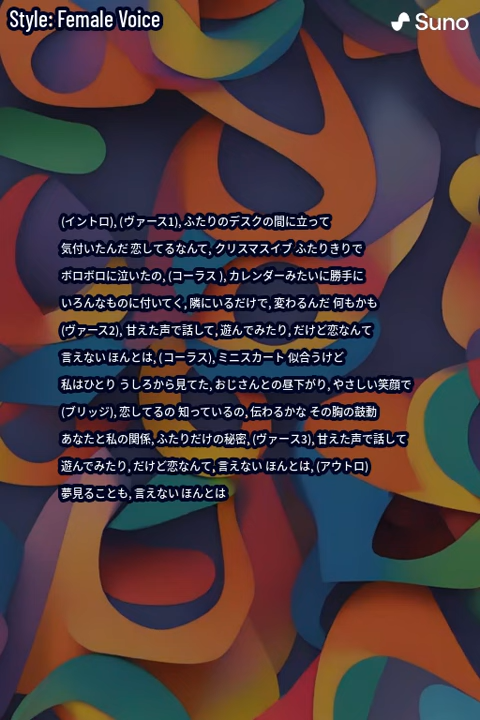 Style: Female Voice
Suno
(イントロ), (ヴァース1), ふたりのデスクの間に立って
気付いたんだ 恋してるなんて, クリスマスイブ ふたりきりで
ボロボロに泣いたの, (コーラス ), カレンダーみたいに勝手に
いろんなものに付いてく, 隣にいるだけで, 変わるんだ 何もかも
(ヴァース2), 甘えた声で話して, 遊んでみたり, だけど恋なんて
言えない ほんとは, (コーラス), ミニスカート 似合うけど
私はひとり うしろから見てた, おじさんとの昼下がり, やさしい笑顔で
(ブリッジ), 恋してるの 知っているの, 伝わるかな その胸の鼓動
あなたと私の関係, ふたりだけの秘密, (ヴァース3), 甘えた声で話して
遊んでみたり, だけど恋なんて, 言えない ほんとは, (アウトロ)
夢見ることも, 言えない ほんとは